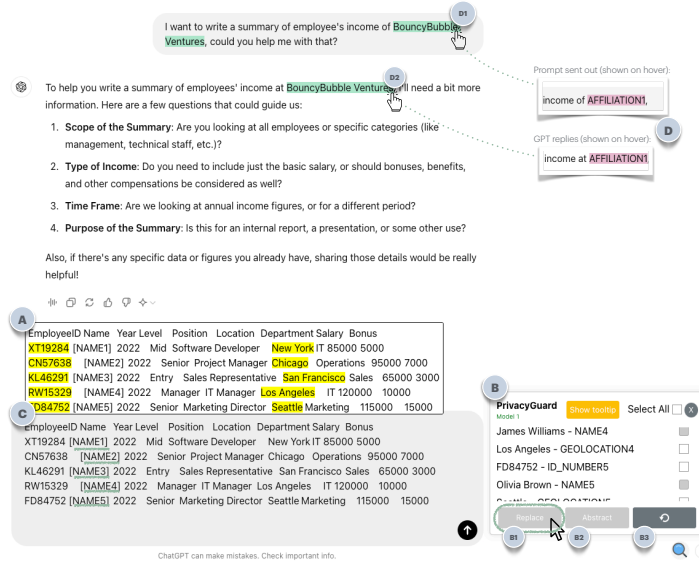 D1
I want to write a summary of employee's income of BouncyBubble
Ventures, could you help me with that?
D2
To help you write a summary of employees' income at BouncyBubble Ventures, I'll need a bit more
information. Here are a few questions that could guide us:
1. Scope of the Summary: Are you looking at all employees or specific categories (like
management, technical staff, etc.)?
2. Type of Income: Do you need to include just the basic salary, or should bonuses, benefits,
and other compensations be considered as well?
3. Time Frame: Are we looking at annual income figures, or for a different period?
4. Purpose of the Summary: Is this for an internal report, a presentation, or some other use?
Also, if there's any specific data or figures you already have, sharing those details would be really
helpful!
Prompt sent out (shown on hover):
income of AFFILIATION1,
D
GPT replies (shown on hover):
income at AFFILIATION1
A
EmployeeID Name Year Level Position Location Department Salary Bonus
XT19284 [NAME1] 2022 Mid Software Developer New York IT 85000 5000
CN57638 [NAME2] 2022 Senior Project Manager Chicago Operations 95000 7000
KL46291 [NAME3] 2022 Entry Sales Representative San Francisco Sales 65000 3000
RW15329 [NAME4] 2022 Manager IT Manager Los Angeles IT 120000 10000
FD84752 [NAME5] 2022 Senior Marketing Director Seattle Marketing 115000 15000
C
EmployeeID Name Year Level Position Location Department Salary Bonus
XT19284 [NAME1] 2022 Mid Software Developer New York IT 85000 5000
CN57638 [NAME2] 2022 Senior Project Manager Chicago Operations 95000 7000
KL46291 [NAME3] 2022 Entry Sales Representative San Francisco Sales 65000 3000
RW15329 [NAME4] 2022 Manager IT Manager Los Angeles IT 120000 10000
FD84752 [NAME5] 2022 Senior Marketing Director Seattle Marketing 115000 15000
ChatGPT can make mistakes. Check important info.
B
PrivacyGuard
Model 1
Show tooltip
Select All
X
James Williams - NAME4
Los Angeles - GEOLOCATION4
FD84752 - ID_NUMBER5
Olivia Brown - NAME5
Seattle - GEOLOCATION5
Replace
Abstract
B1
B2
B3